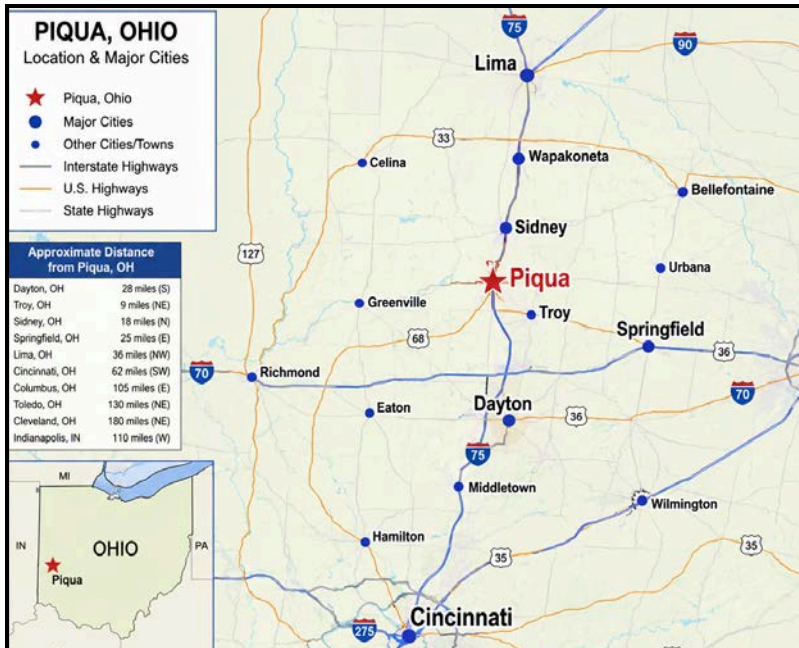 PIQUA, OHIO
Location & Major Cities
Piqua, Ohio
Major Cities
Other Cities/Towns
Interstate Highways
U.S. Highways
State Highways
Approximate Distance
from Piqua, OH
Dayton, OH 28 miles (S)
Troy, OH 9 miles (NE)
Sidney, OH 18 miles (N)
Springfield, OH 25 miles (E)
Lima, OH 36 miles (NW)
Cincinnati, OH 62 miles (SW)
Columbus, OH 105 miles (E)
Toledo, OH 130 miles (NE)
Cleveland, OH 180 miles (NE)
Indianapolis, IN 110 miles (W)
MI
IN
OHIO
PA
Piqua
75
90
Lima
33
Celina
Wapakoneta
Bellefontaine
Sidney
127
Urbana
Piqua
Greenville
Troy
68
Springfield
36
70
Richmond
70
Dayton
36
Eaton
75
Middletown
Wilmington
Hamilton
35
35
Cincinnati
275